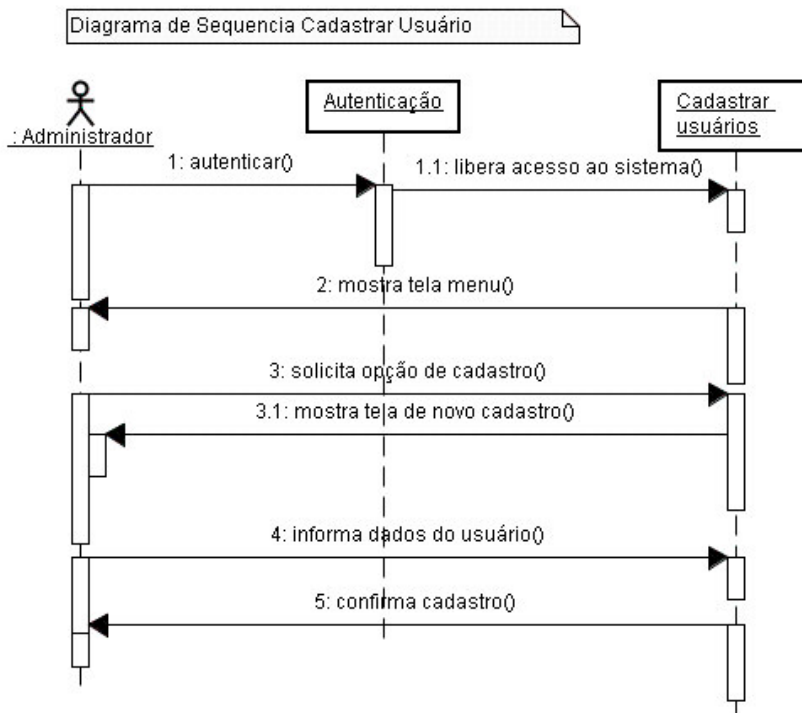 Diagrama de Sequencia Cadastrar Usuário
: Administrador
Autenticação
Cadastrar
usuários
1: autenticar()
1.1: libera acesso ao sistema()
2: mostra tela menu()
3: solicita opção de cadastro()
3.1: mostra tela de novo cadastro()
4: informa dados do usuário()
5: confirma cadastro()